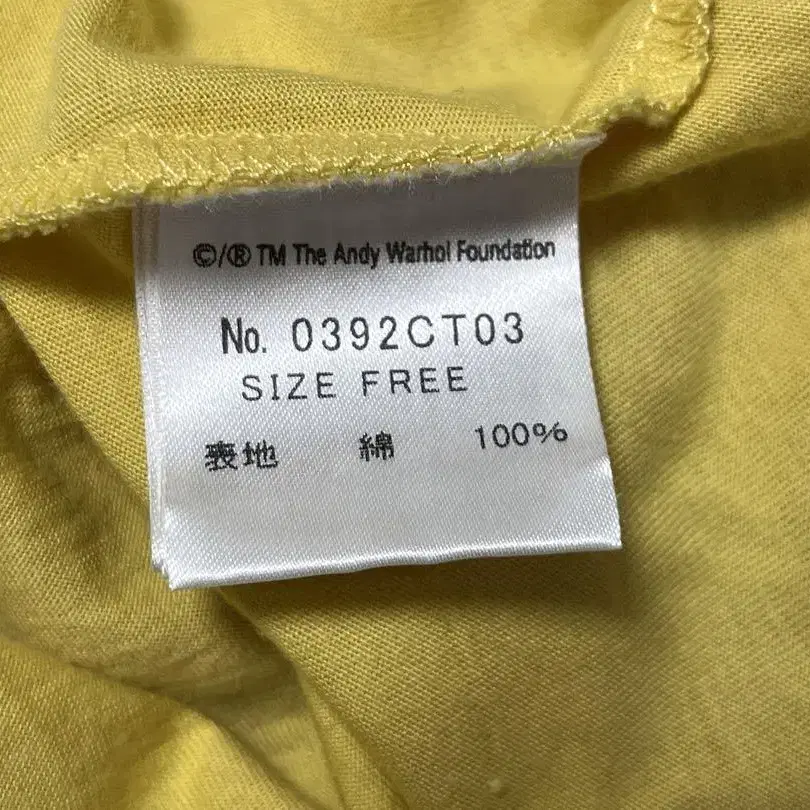 ©/® TM The Andy Warhol Foundation
No. 0392CT03
SIZE FREE
表地 綿 100%